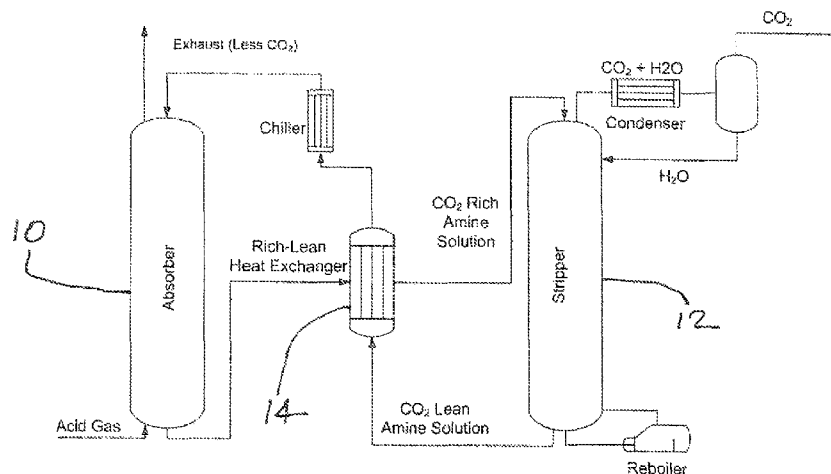 CO₂
Exhaust (Less CO₂)
CO₂ + H2O
Chiller
Condenser
H₂O
CO₂ Rich
Amine
Solution
10
Rich-Lean
Heat Exchanger
Absorber
Stripper
12
14
Acid Gas
CO₂ Lean
Amine Solution
Reboiler